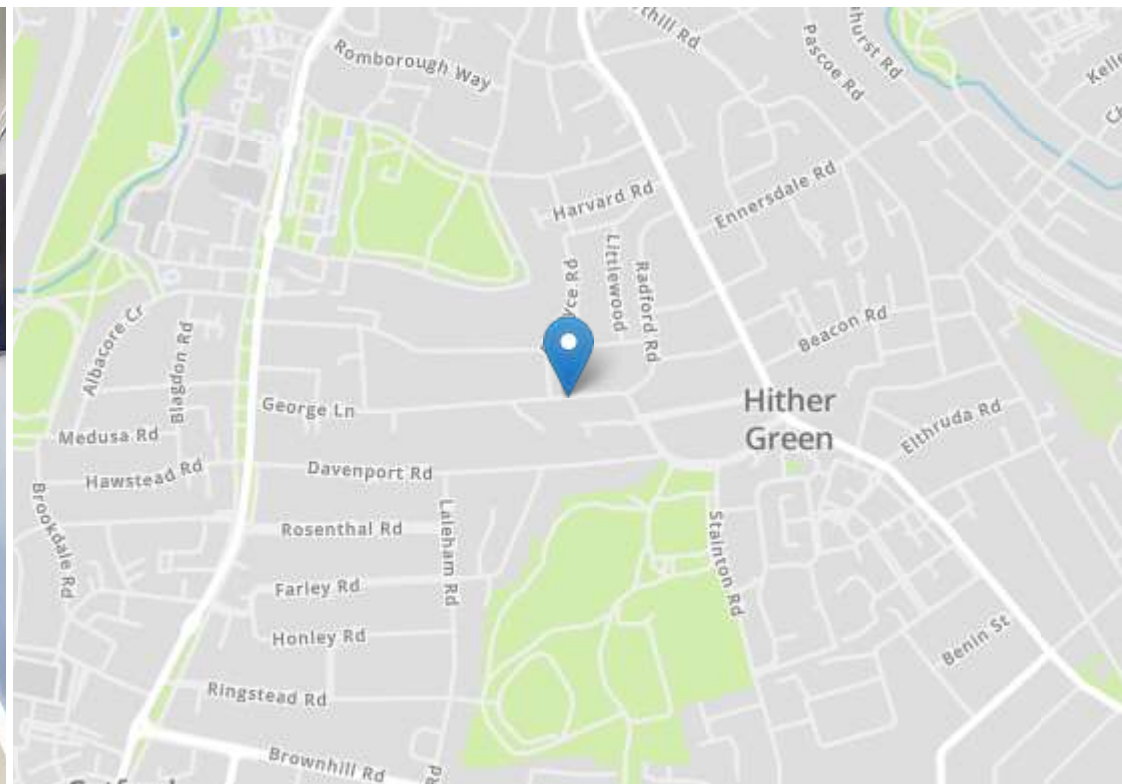 Romborough Way
Pascoe Rd
Harvard Rd
Ennersdale Rd
Littlewood
Radford Rd
Beacon Rd
Albacore Cr
Blagdon Rd
George Ln
Hither
Green
Elthruda Rd
Medusa Rd
Hawstead Rd
Davenport Rd
Brookdale Rd
Laleham Rd
Rosenthal Rd
Stainton Rd
Farley Rd
Honley Rd
Benin St
Ringstead Rd
Brownhill Rd
Rd